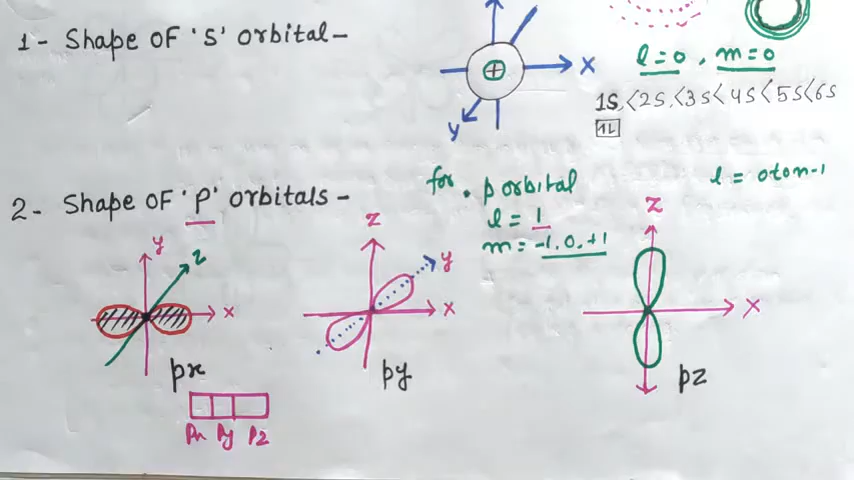 1- Shape OF 'S' orbital-
+
X
y
l=0, m=0
1S,<2S,<3S<4S<5S<6S
1L
2- Shape OF 'P' orbitals-
for. p orbital
l = 1
m = -1, 0, +1
l = 0 to n-1
y
z
x
px
z
y
x
py
z
X
pz
Px Py Pz